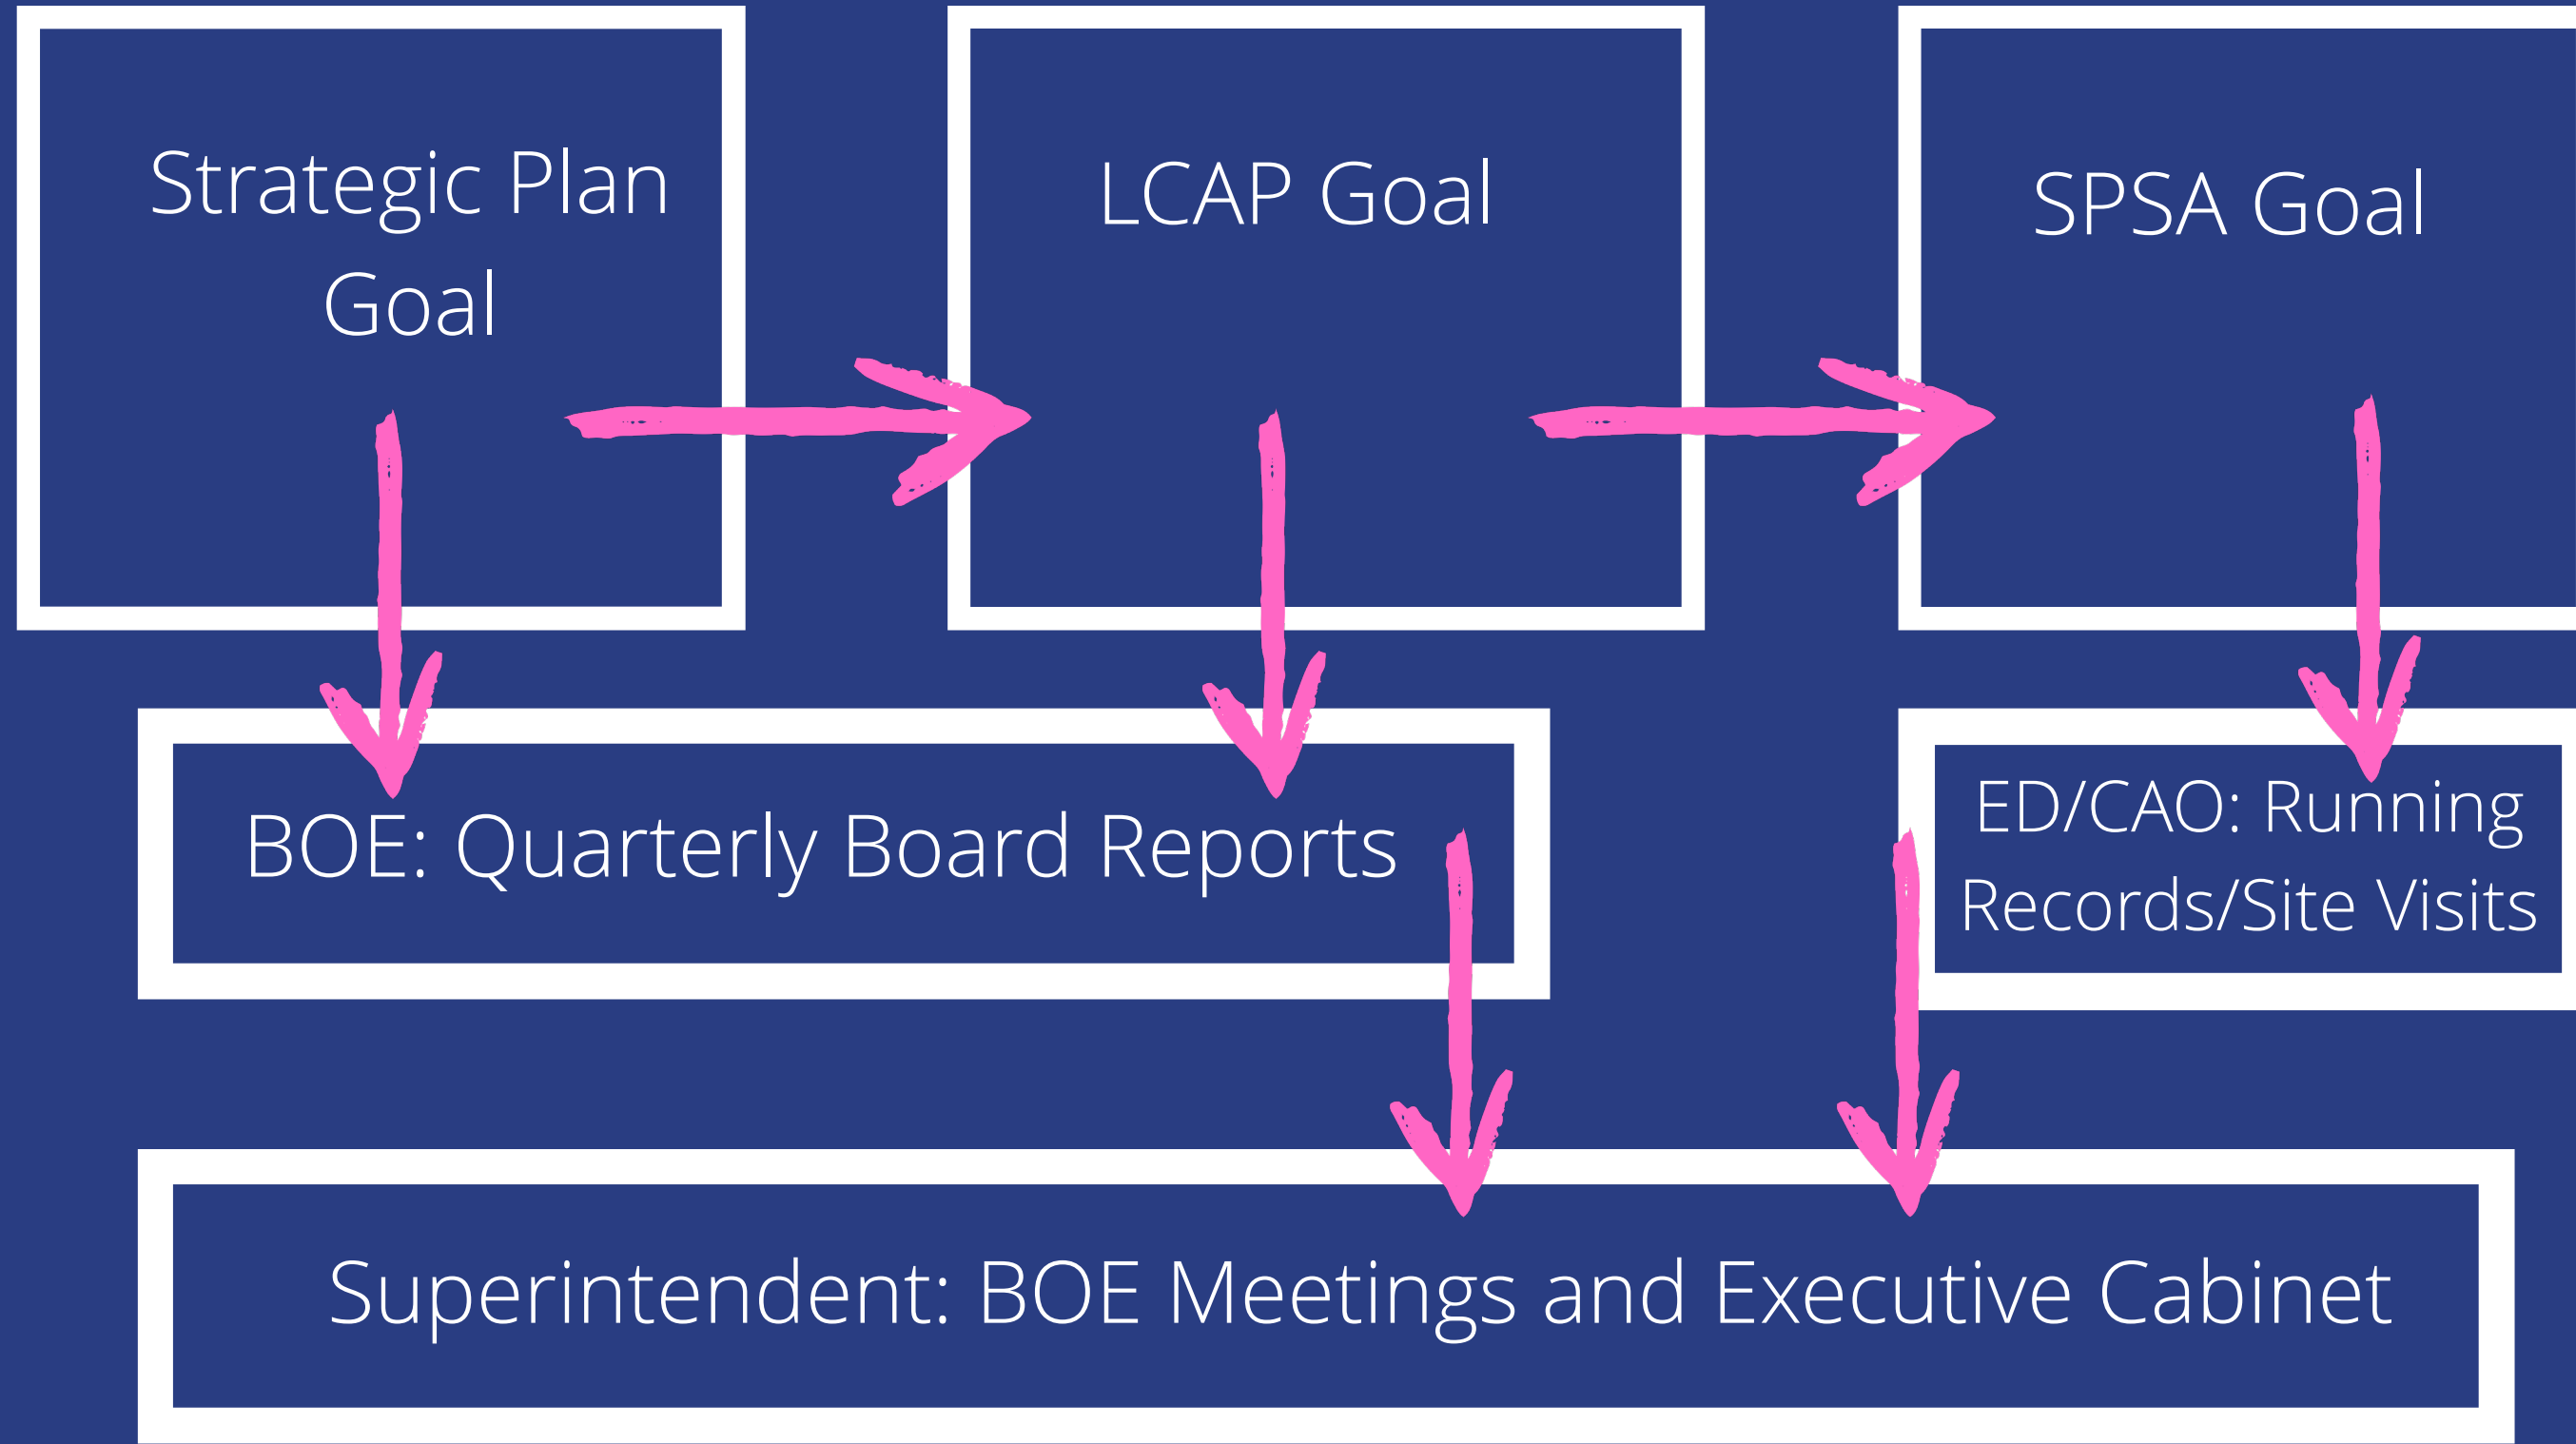 Strategic Plan
Goal
LCAP Goal
SPSA Goal
BOE: Quarterly Board Reports
ED/CAO: Running
Records/Site Visits
Superintendent: BOE Meetings and Executive Cabinet